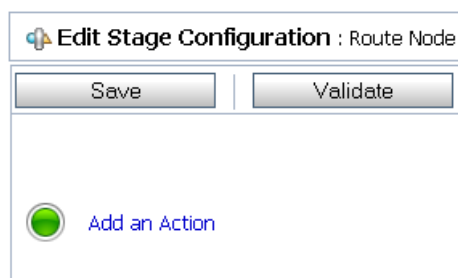 Edit Stage Configuration : Route Node
Save
Validate
Add an Action